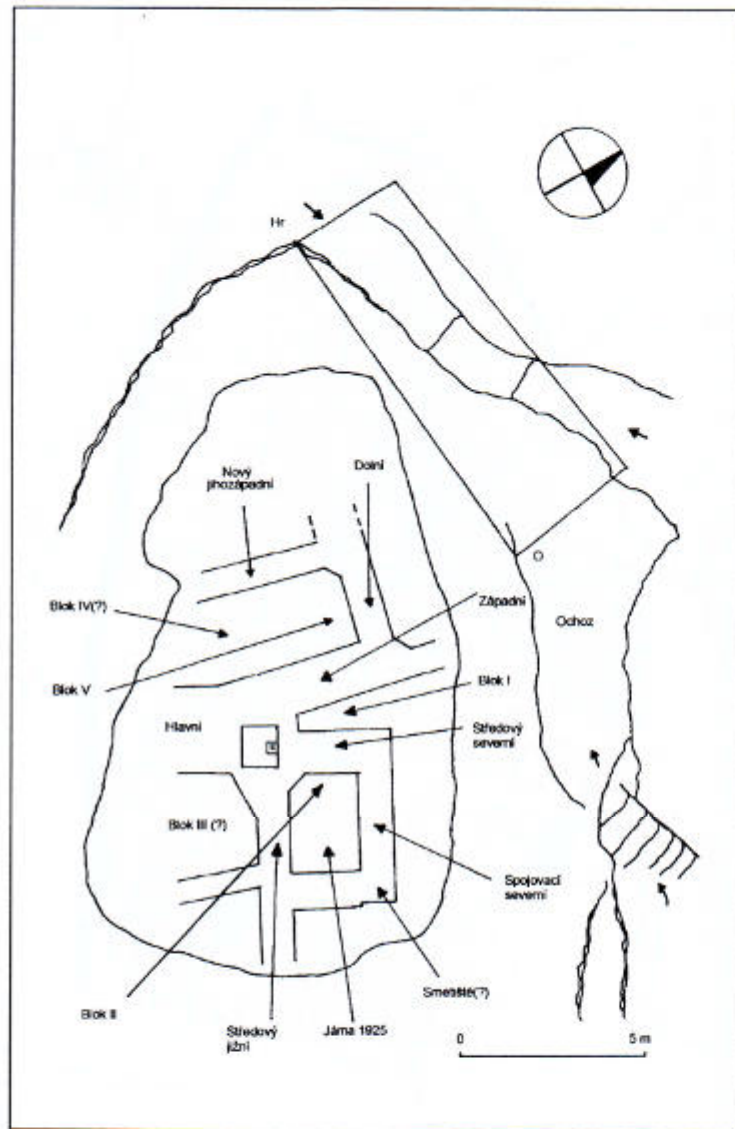 Hr
Nový
jihozápadní
Dolní
O
Západní
Ochoz
Blok IV(?)
Blok V
Blok I
Hlavní
Středový
severní
Blok III (?)
Spojovací
severní
Smetiště(?)
Blok II
Středový
jižní
Jáma 1925
0
5 m